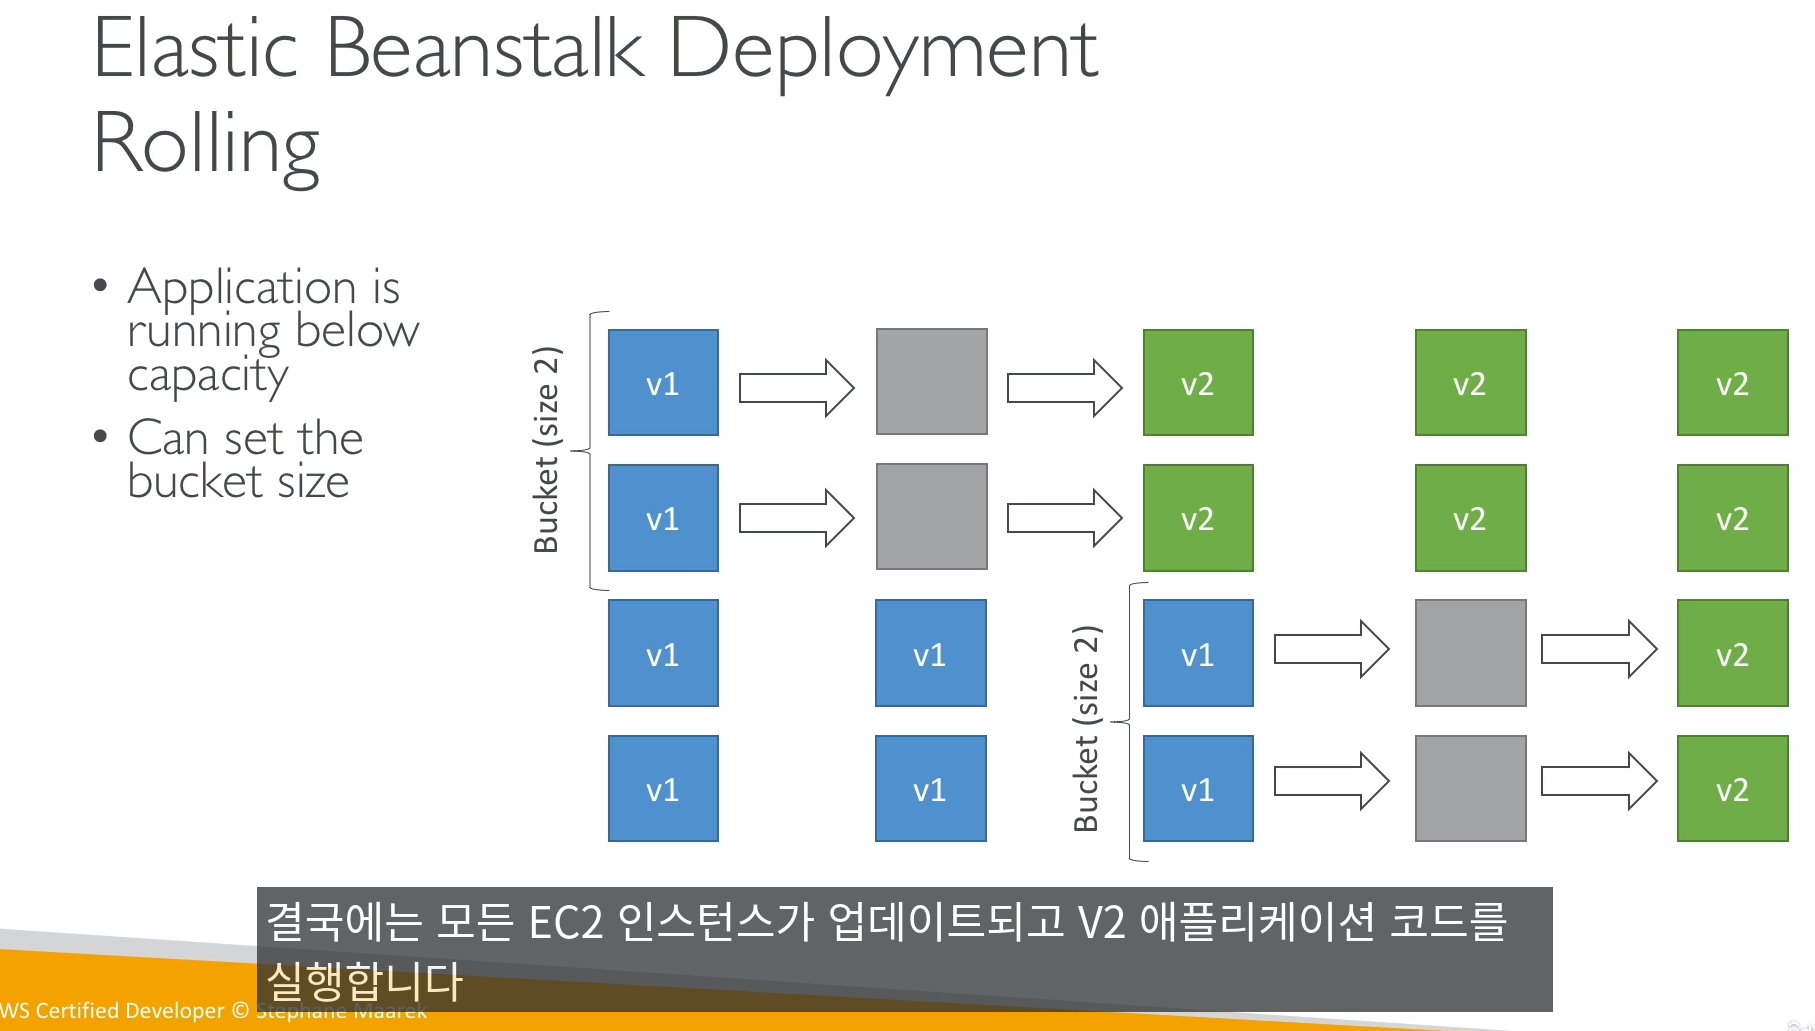 Elastic Beanstalk Deployment
Rolling
• Application is
running below
capacity
• Can set the
bucket size
Bucket (size 2)
v1
v2
v2
v2
v1
v2
v2
v2
Bucket (size 2)
v1
v1
v1
v2
v1
v1
v1
v2
결국에는 모든 EC2 인스턴스가 업데이트되고 V2 애플리케이션 코드를
실행합니다
WS Certified Developer © Stephane Maarek